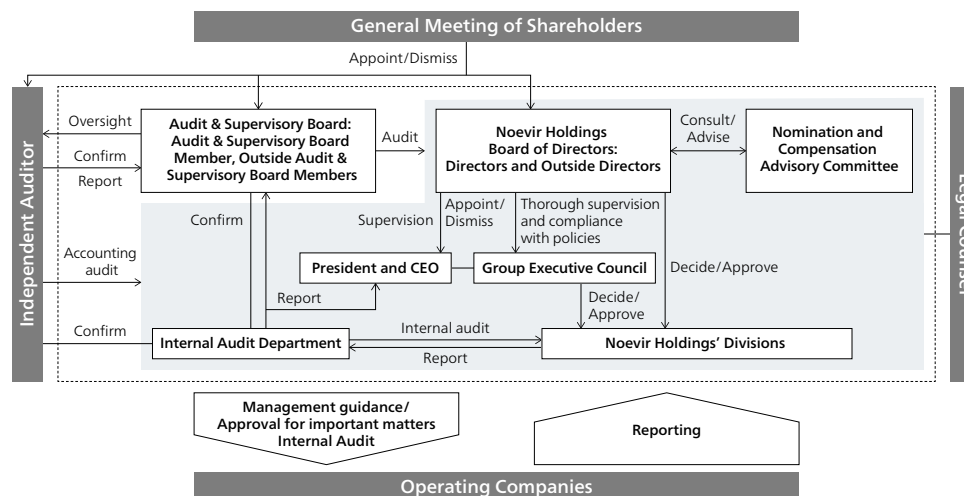 General Meeting of Shareholders
Appoint/Dismiss
Independent Auditor
Oversight
Confirm
Report
Audit & Supervisory Board:
Audit & Supervisory Board
Member, Outside Audit &
Supervisory Board Members
Audit
Noevir Holdings
Board of Directors:
Directors and Outside Directors
Consult/
Advise
Nomination and
Compensation
Advisory Committee
Legal Counsel
Confirm
Supervision
Appoint/
Dismiss
Thorough supervision
and compliance
with policies
Decide/Approve
Accounting
audit
President and CEO
Group Executive Council
Report
Decide/
Approve
Confirm
Internal Audit Department
Internal audit
Report
Noevir Holdings’ Divisions
Management guidance/
Approval for important matters
Internal Audit
Reporting
Operating Companies